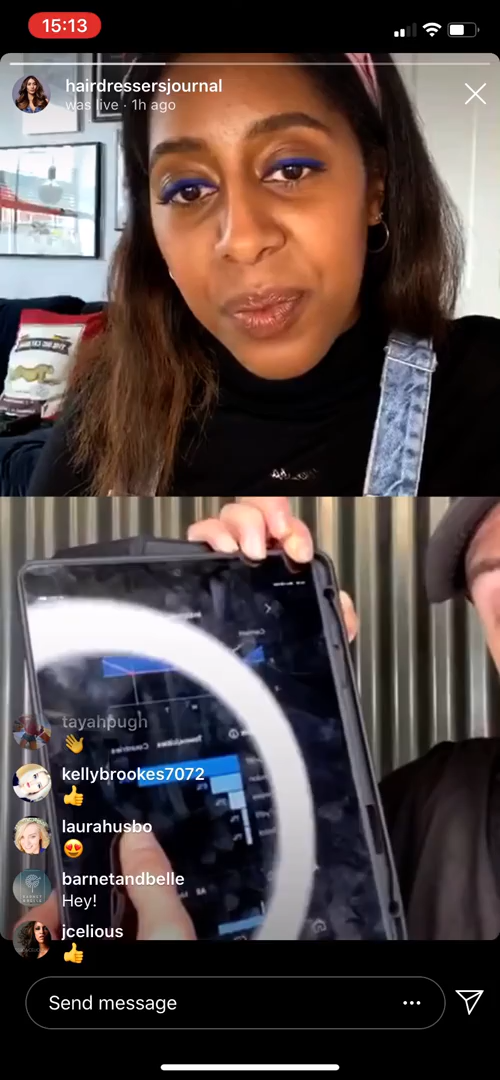 15:13
hairdressersjournal
was live · 1h ago
tayahpugh
👋
kellybrookes7072
👍
laurahusbo
😍
barnetandbelle
Hey!
jcelious
👍
Send message